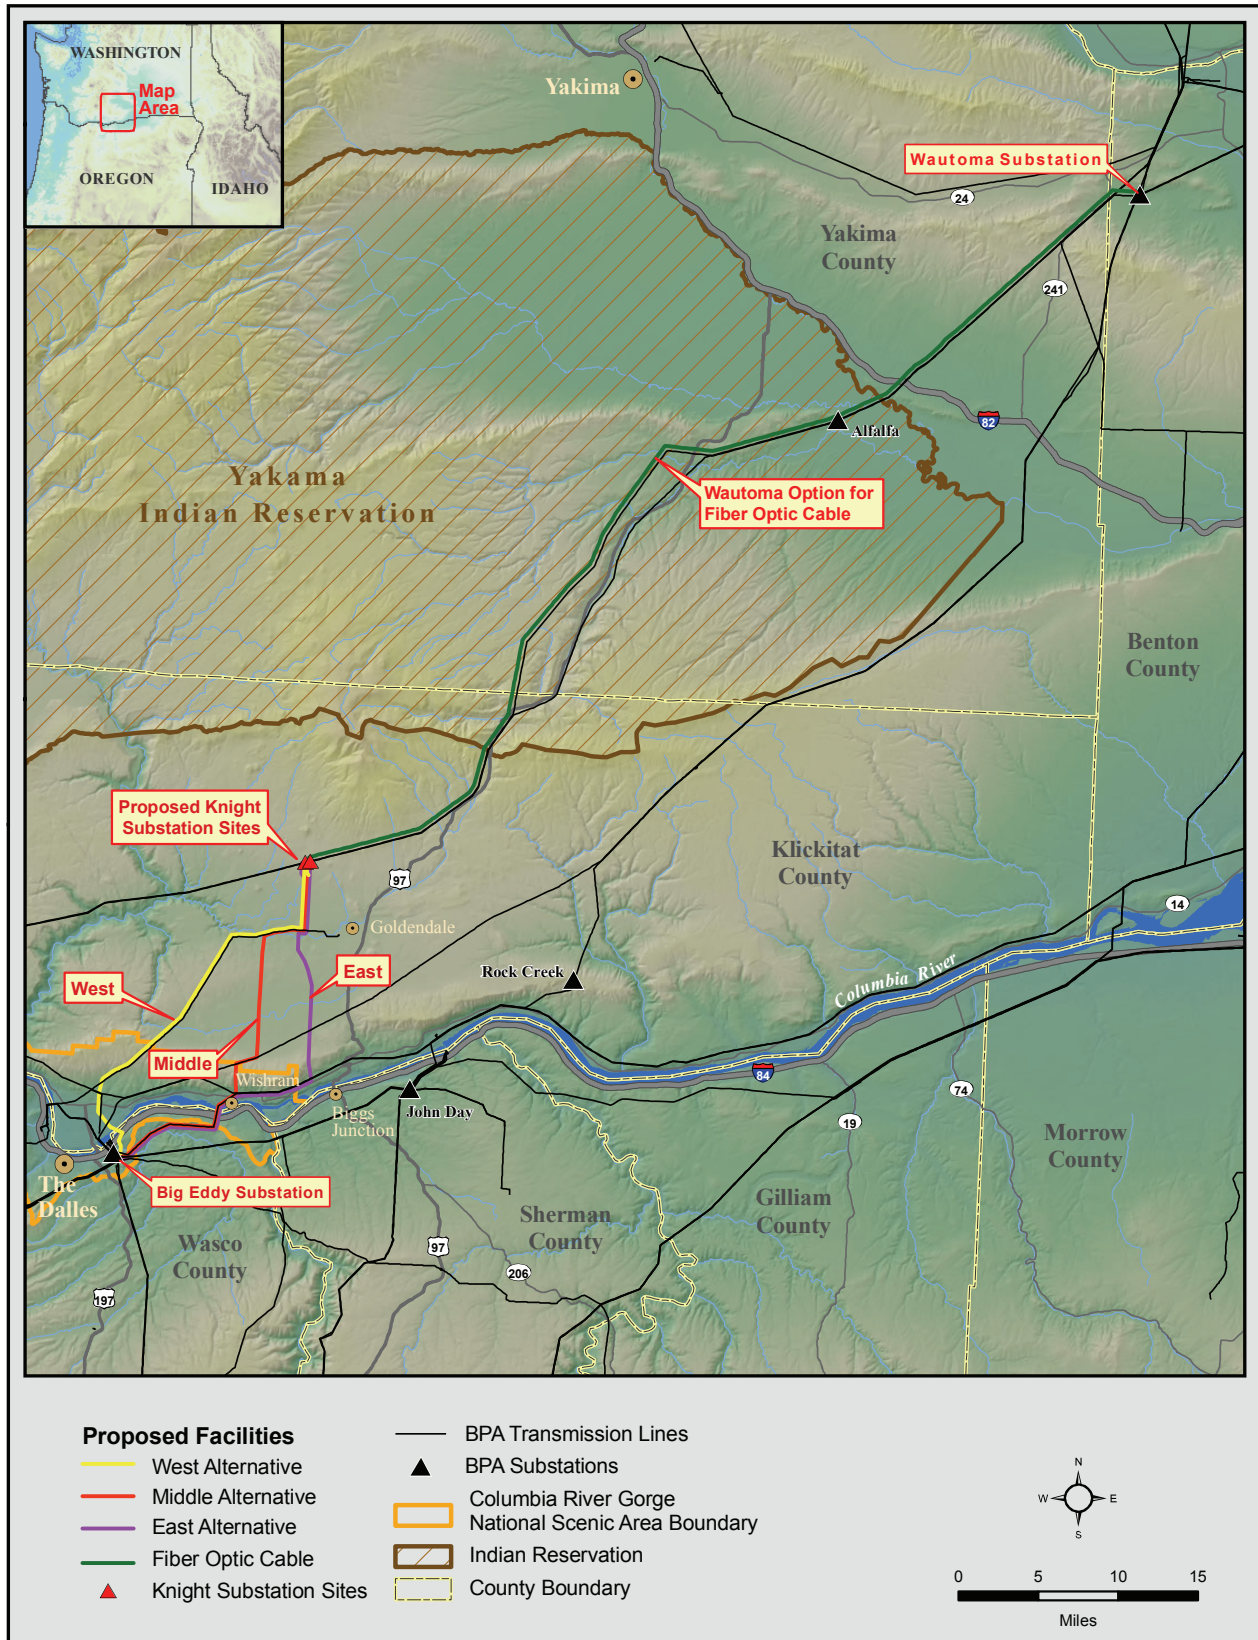 WASHINGTON
Map
Area
OREGON
IDAHO
Yakima
Wautoma Substation
24
Yakima
County
241
82
Alfalfa
Yakama
Indian Reservation
Wautoma Option for
Fiber Optic Cable
Benton
County
Proposed Knight
Substation Sites
97
Klickitat
County
14
Goldendale
East
Rock Creek
Columbia River
West
Middle
Wishram
84
Biggs
Junction
John Day
74
19
Morrow
County
The
Dalles
Big Eddy Substation
Gilliam
County
Sherman
County
Wasco
County
97
206
197
Proposed Facilities
West Alternative
Middle Alternative
East Alternative
Fiber Optic Cable
Knight Substation Sites
BPA Transmission Lines
BPA Substations
Columbia River Gorge
National Scenic Area Boundary
Indian Reservation
County Boundary
N
W E
S
0 5 10 15
Miles